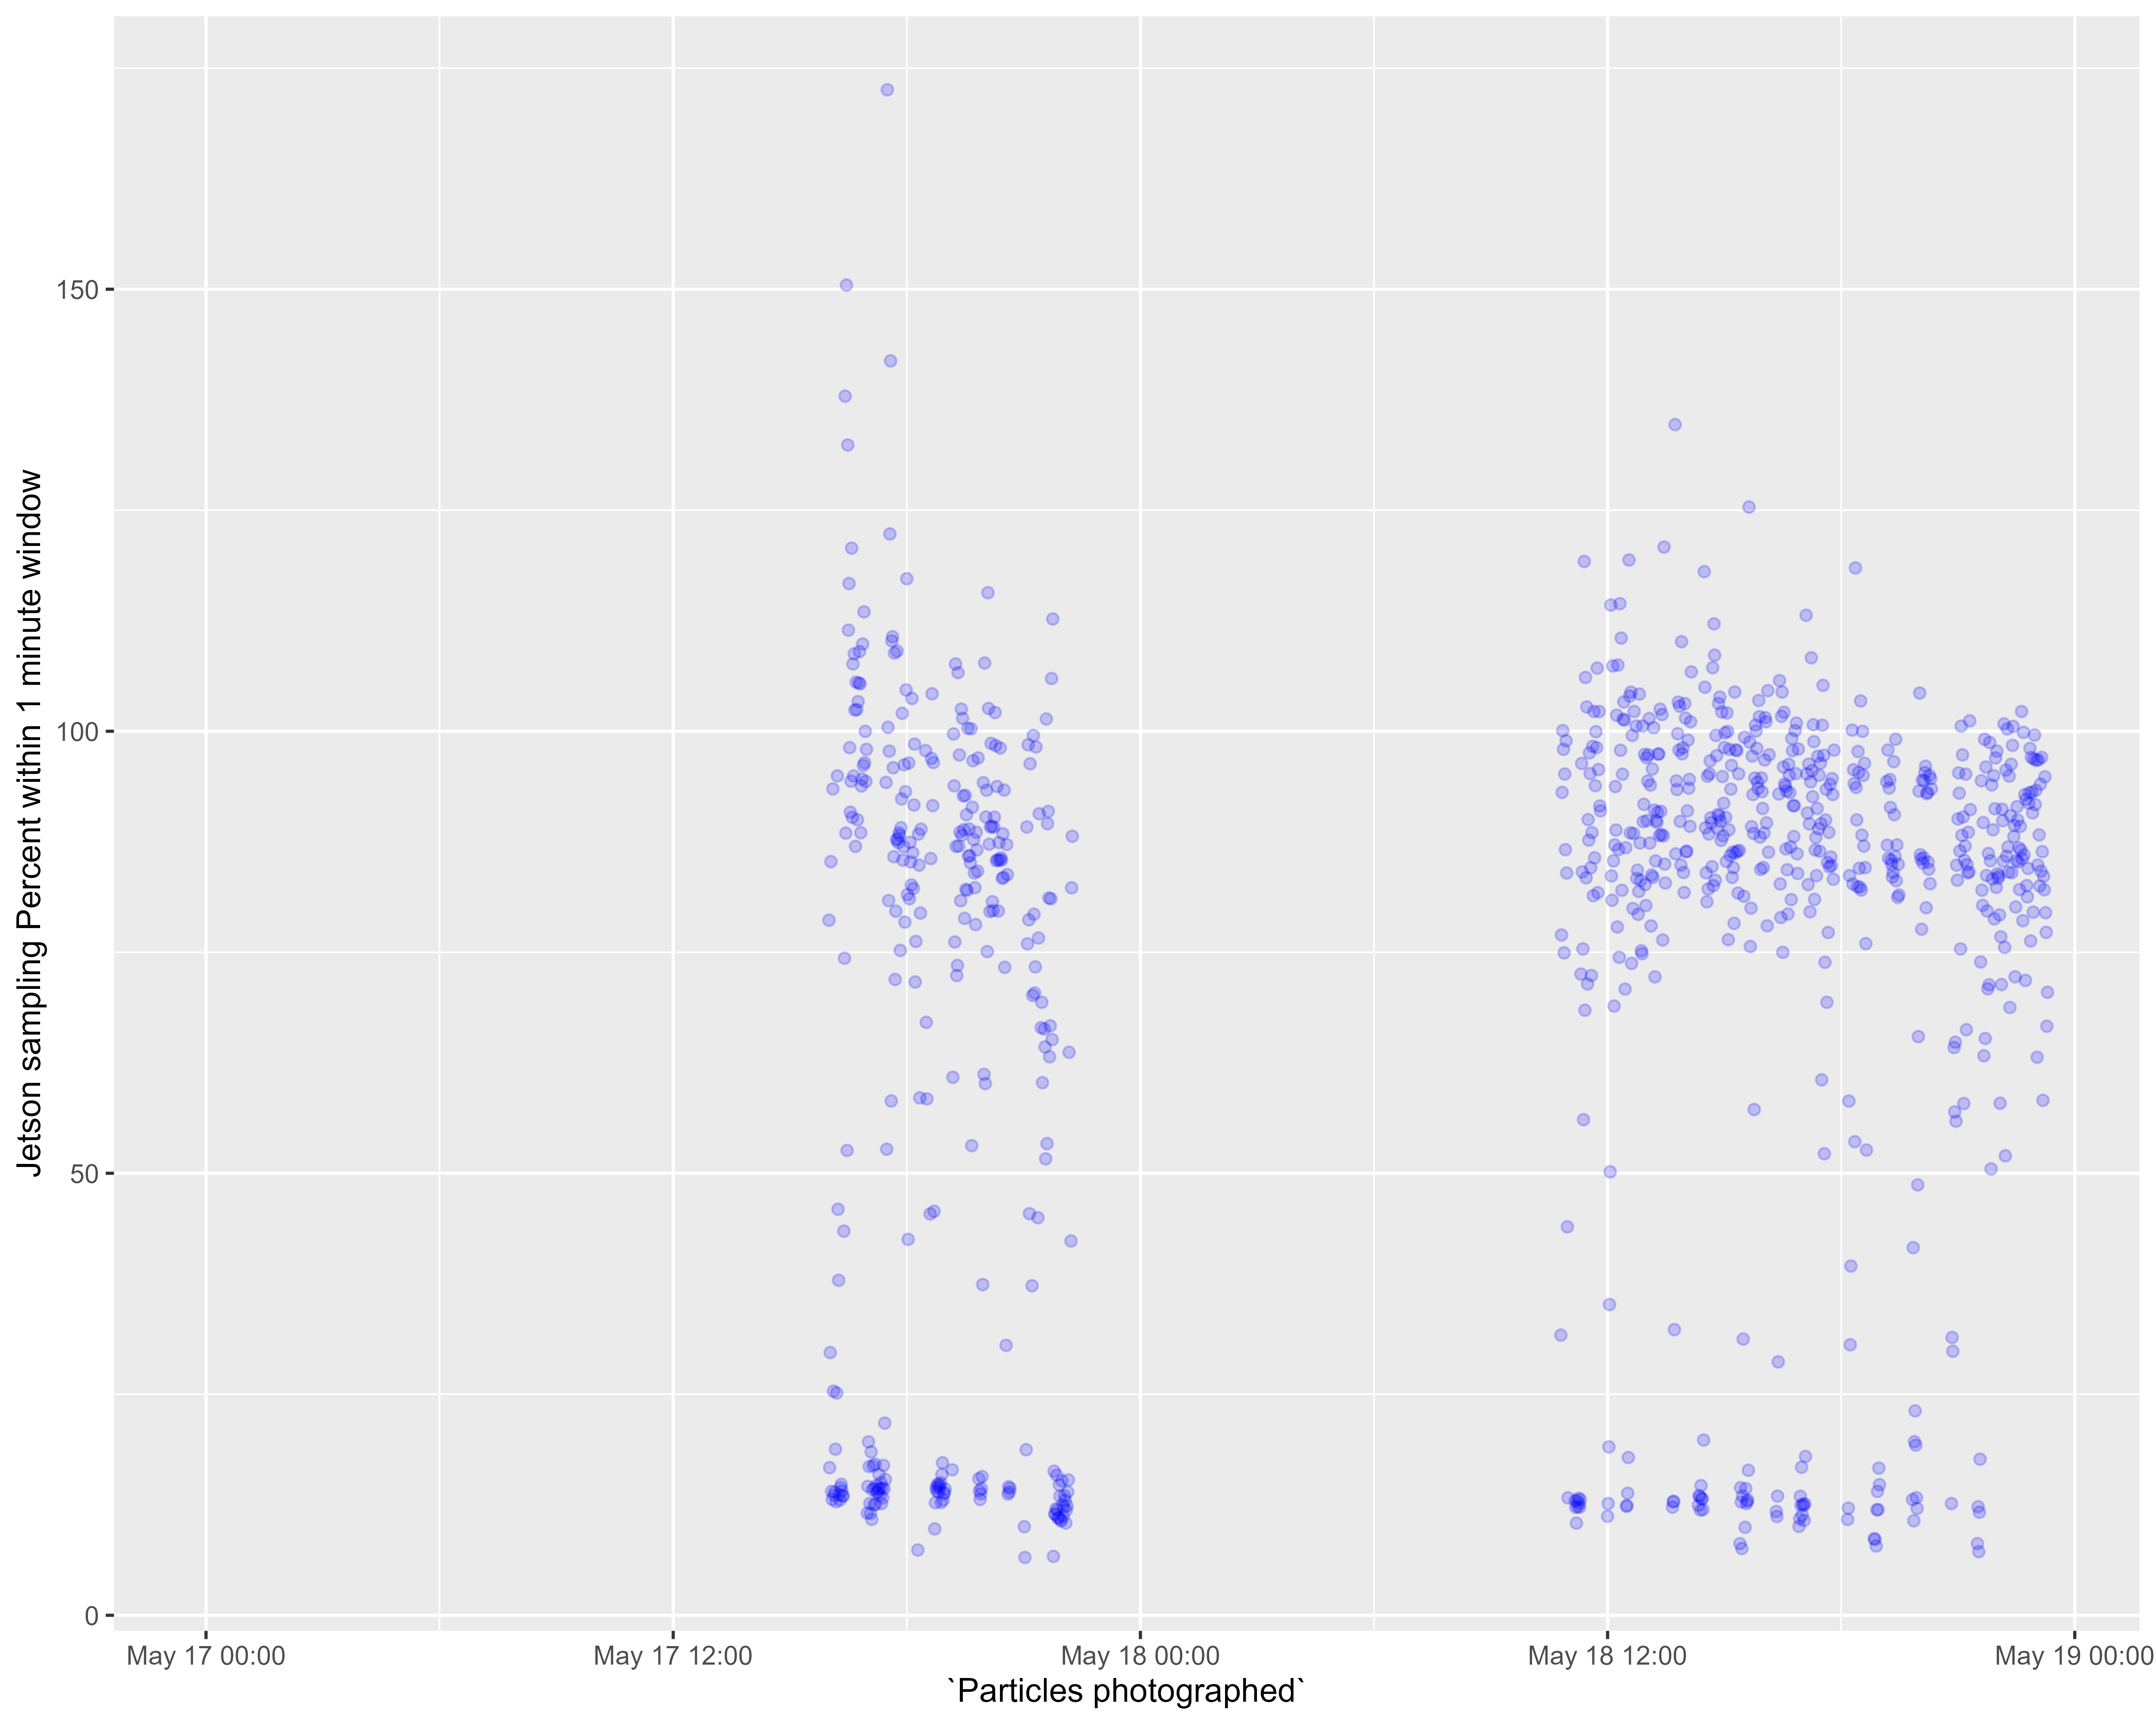 Jetson sampling Percent within 1 minute window
150
100
50
0
May 17 00:00
May 17 12:00
May 18 00:00
May 18 12:00
May 19 00:00
`Particles photographed`